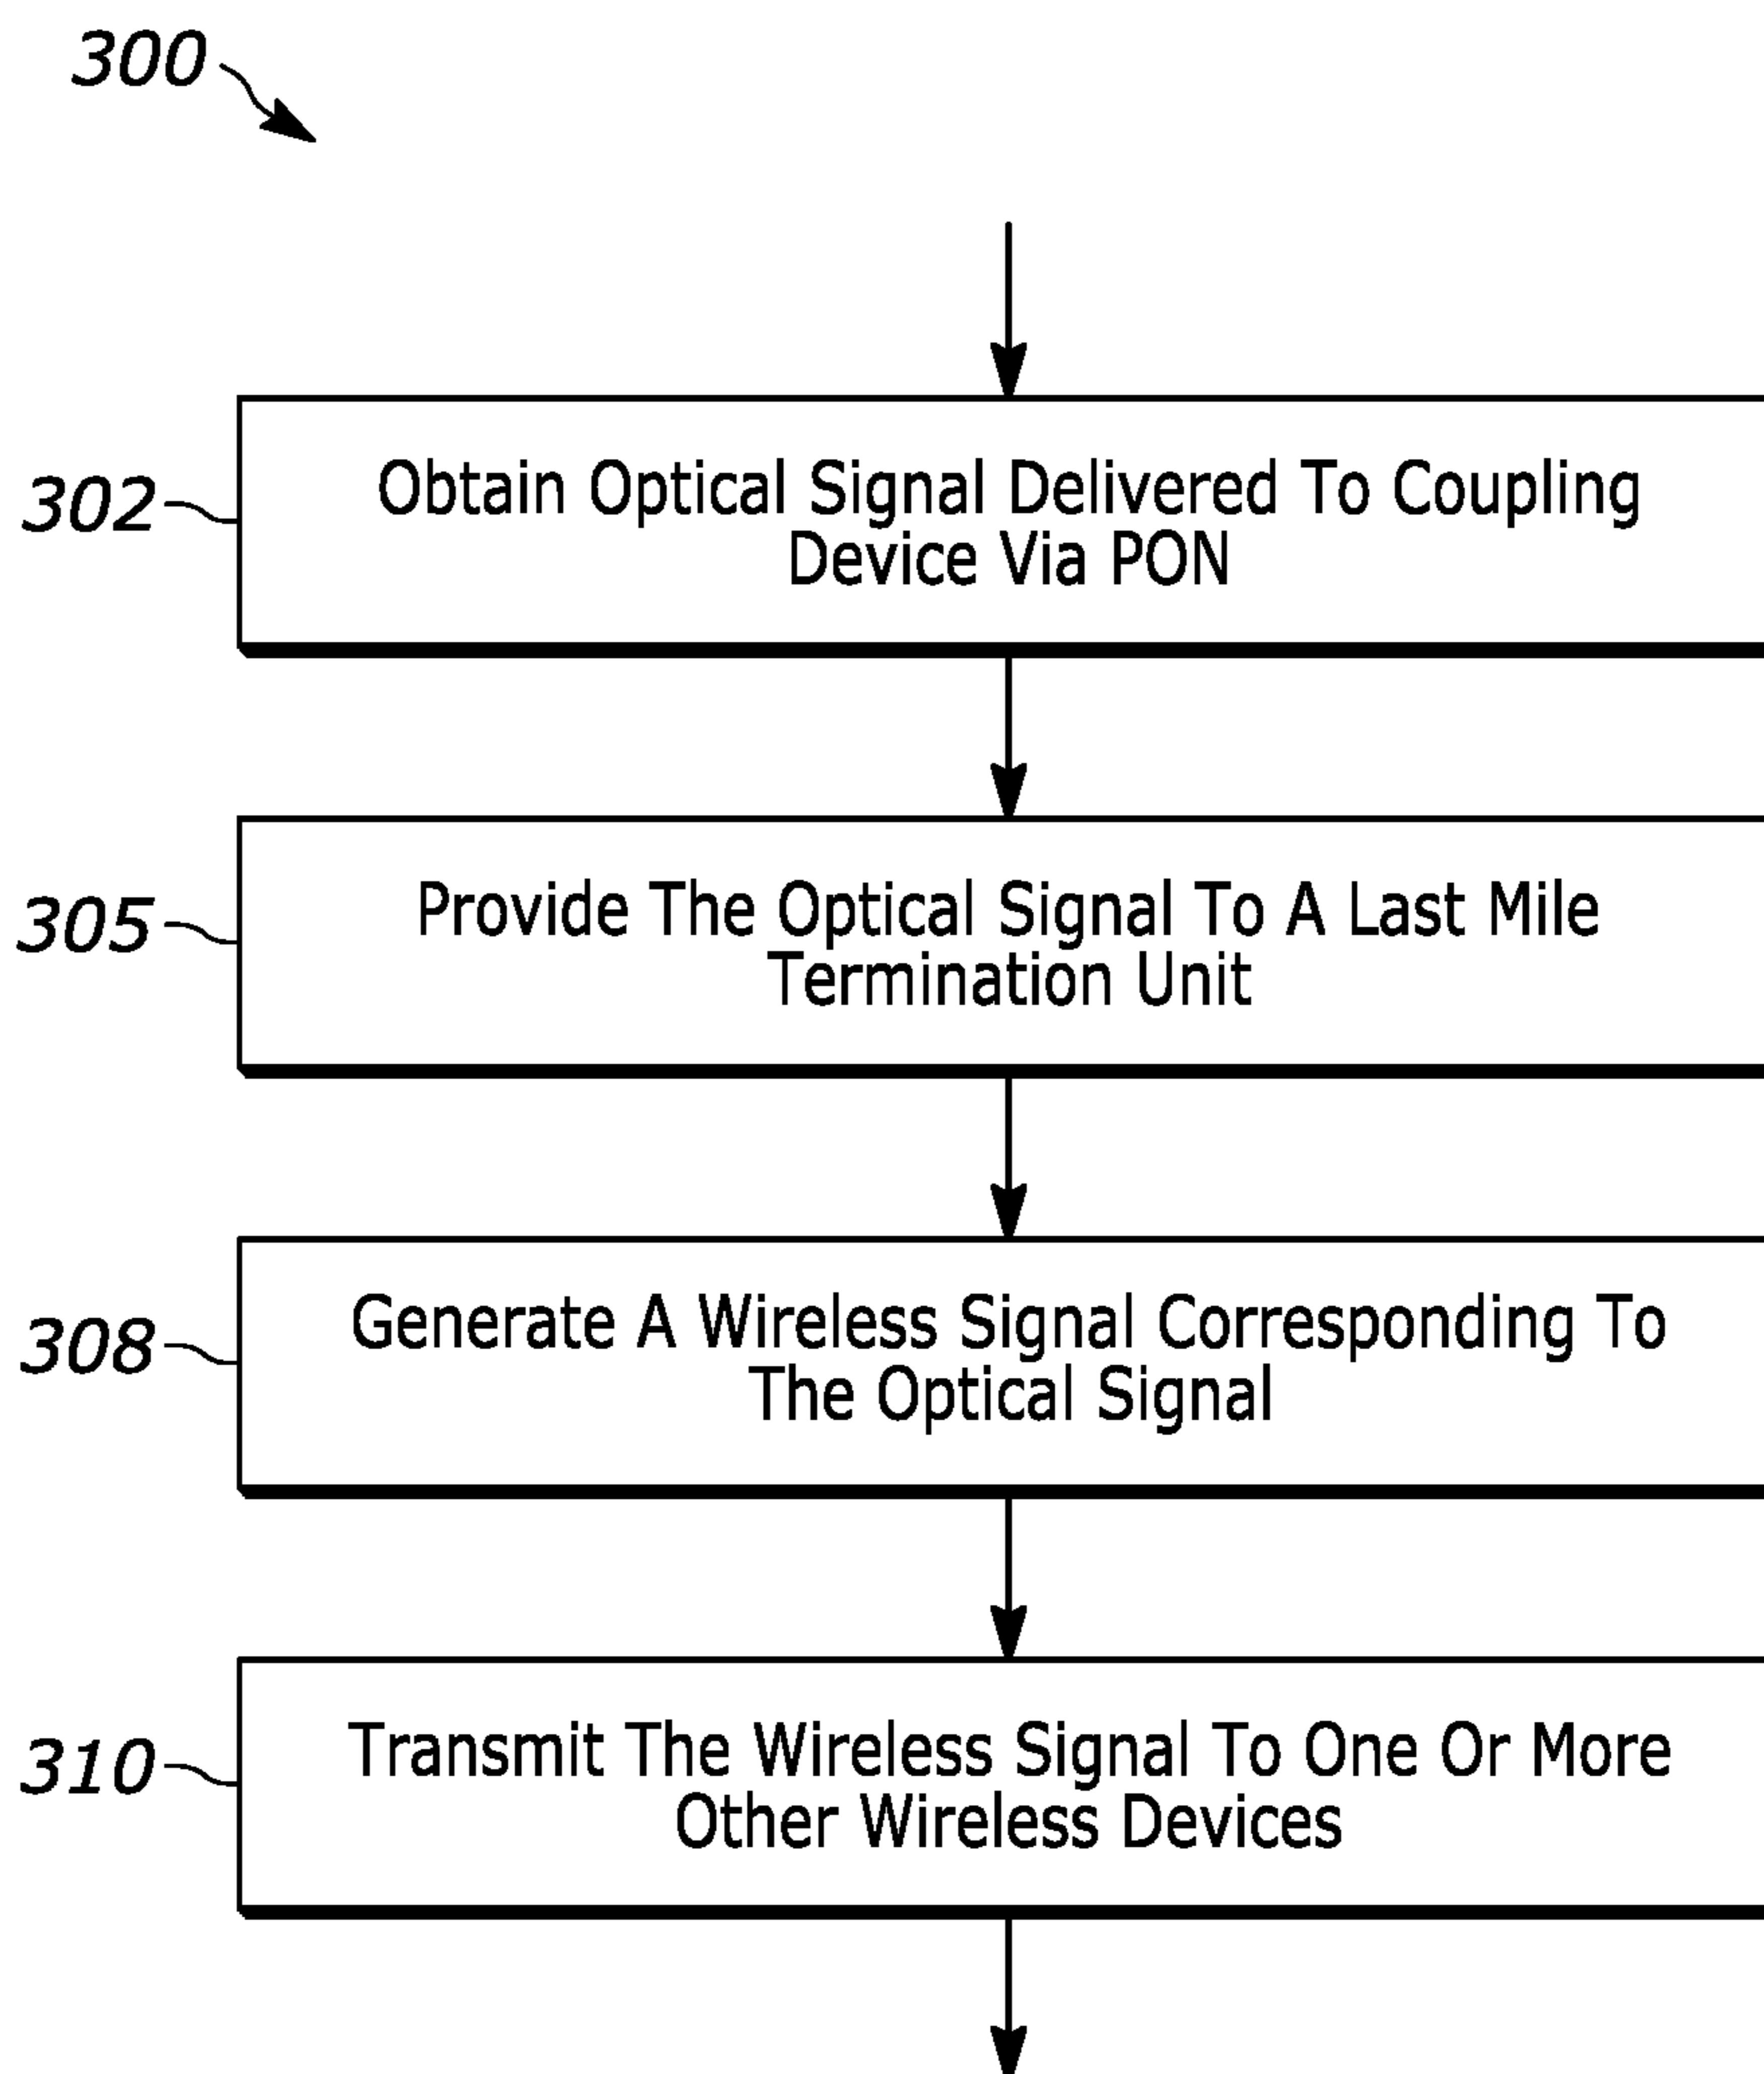 300
302
Obtain Optical Signal Delivered To Coupling
Device Via PON
305
Provide The Optical Signal To A Last Mile
Termination Unit
308
Generate A Wireless Signal Corresponding To
The Optical Signal
310
Transmit The Wireless Signal To One Or More
Other Wireless Devices